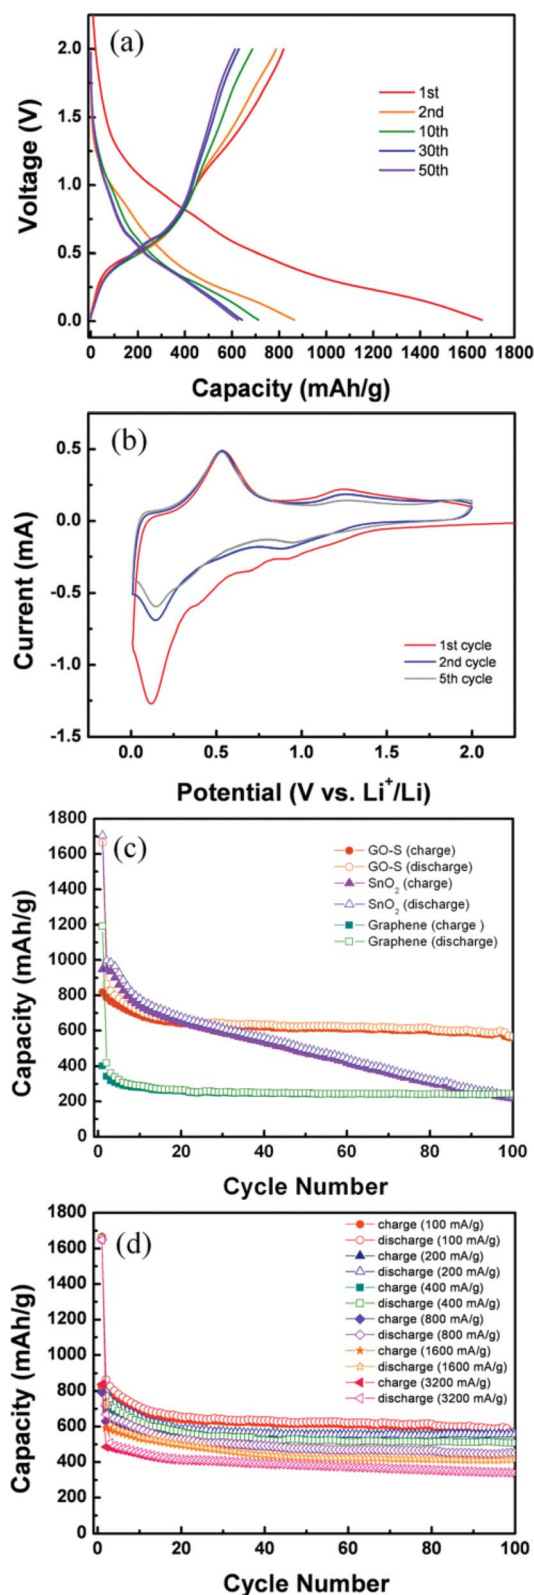 (a)
2.0
1.5
1.0
0.5
0.0
Voltage (V)
1st
2nd
10th
30th
50th
0 200 400 600 800 1000 1200 1400 1600 1800
Capacity (mAh/g)
(b)
0.5
0.0
-0.5
-1.0
-1.5
Current (mA)
1st cycle
2nd cycle
5th cycle
0.0 0.5 1.0 1.5 2.0
Potential (V vs. Li⁺/Li)
(c)
1800
1600
1400
1200
1000
800
600
400
200
0
Capacity (mAh/g)
GO-S (charge)
GO-S (discharge)
SnO₂ (charge)
SnO₂ (discharge)
Graphene (charge )
Graphene (discharge)
0 20 40 60 80 100
Cycle Number
(d)
1800
1600
1400
1200
1000
800
600
400
200
0
Capacity (mAh/g)
charge (100 mA/g)
discharge (100 mA/g)
charge (200 mA/g)
discharge (200 mA/g)
charge (400 mA/g)
discharge (400 mA/g)
charge (800 mA/g)
discharge (800 mA/g)
charge (1600 mA/g)
discharge (1600 mA/g)
charge (3200 mA/g)
discharge (3200 mA/g)
0 20 40 60 80 100
Cycle Number